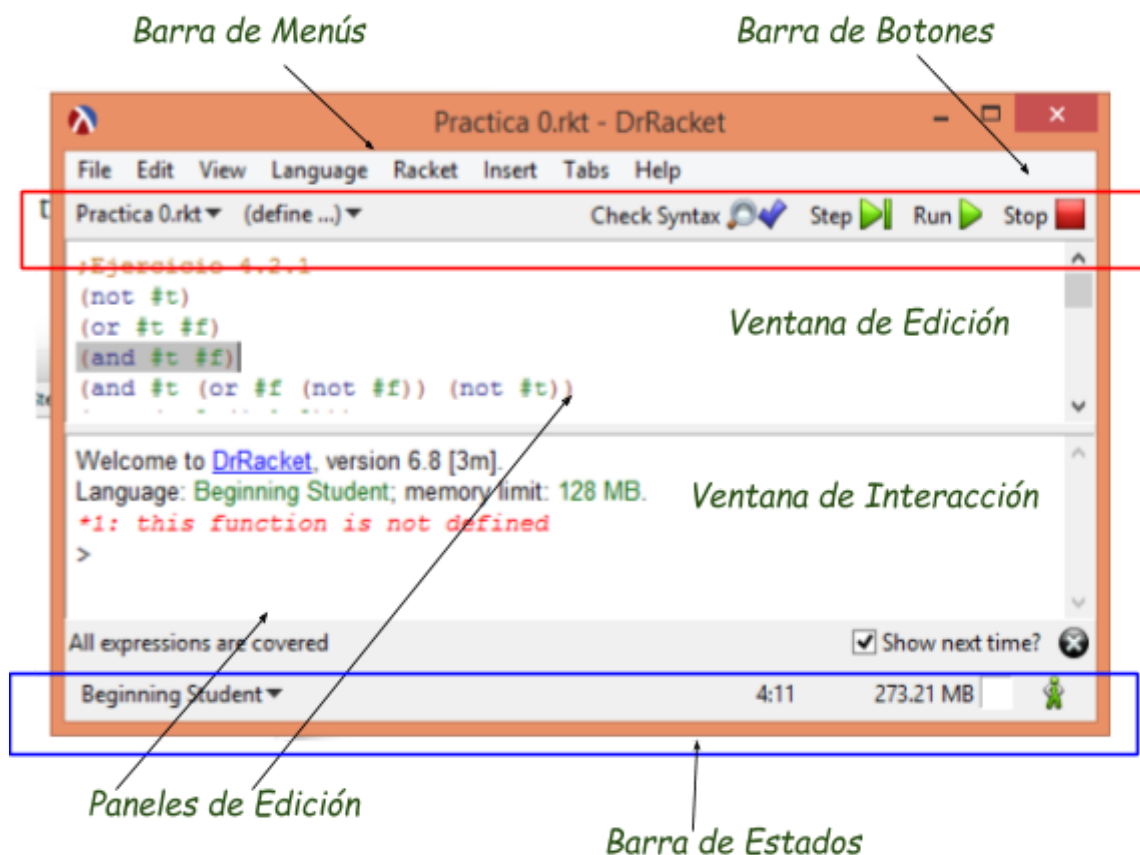 Barra de Menús
Barra de Botones
Practica 0.rkt - DrRacket
File Edit View Language Racket Insert Tabs Help
Practica 0.rkt (define ...) Check Syntax Step Run Stop
;Ejercicio 4.2.1
(not #t)
(or #t #f)
(and #t #f)
(and #t (or #f (not #f)) (not #t))
Ventana de Edición
Welcome to DrRacket, version 6.8 [3m].
Language: Beginning Student; memory limit: 128 MB.
*1: this function is not defined
>
Ventana de Interacción
All expressions are covered Show next time?
Beginning Student 4:11 273.21 MB
Paneles de Edición
Barra de Estados